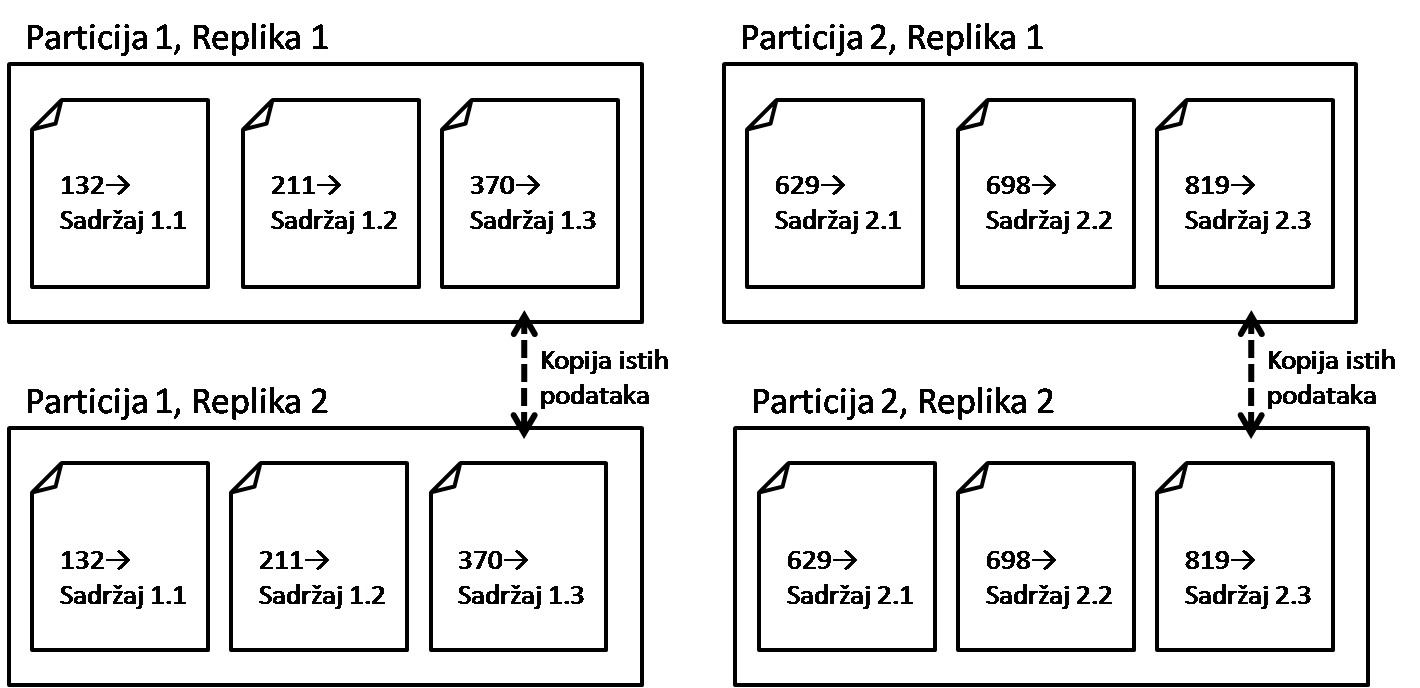 Particija 1, Replika 1
132→
Sadržaj 1.1
211→
Sadržaj 1.2
370→
Sadržaj 1.3
Particija 2, Replika 1
629→
Sadržaj 2.1
698→
Sadržaj 2.2
819→
Sadržaj 2.3
Kopija istih
podataka
Kopija istih
podataka
Particija 1, Replika 2
132→
Sadržaj 1.1
211→
Sadržaj 1.2
370→
Sadržaj 1.3
Particija 2, Replika 2
629→
Sadržaj 2.1
698→
Sadržaj 2.2
819→
Sadržaj 2.3